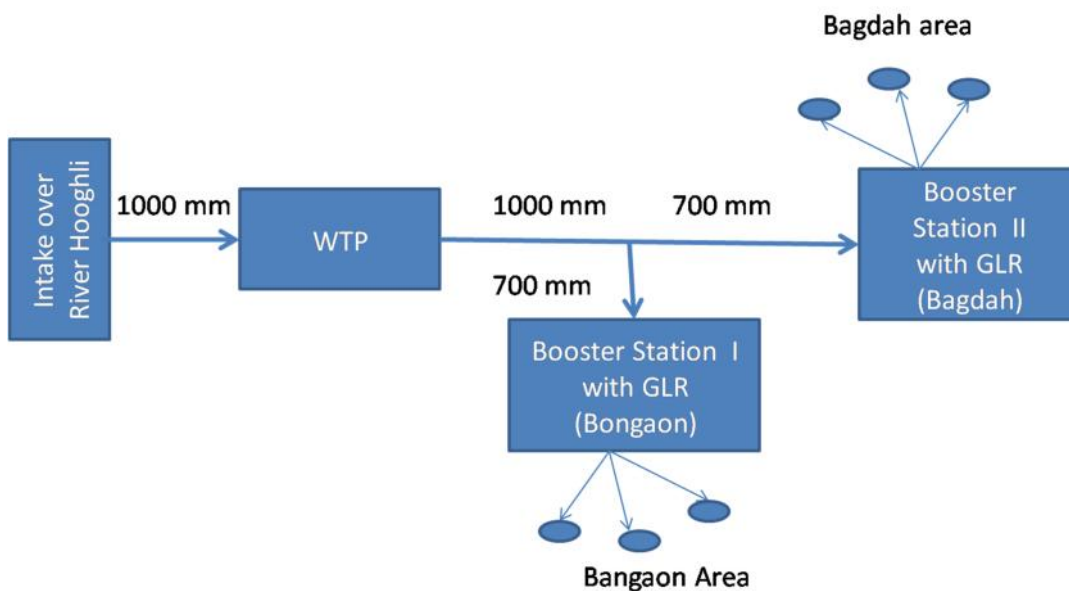 Bagdah area
Intake over
River Hooghli
1000 mm
WTP
1000 mm
700 mm
Booster
Station II
with GLR
(Bagdah)
700 mm
Booster Station I
with GLR
(Bongaon)
Bangaon Area